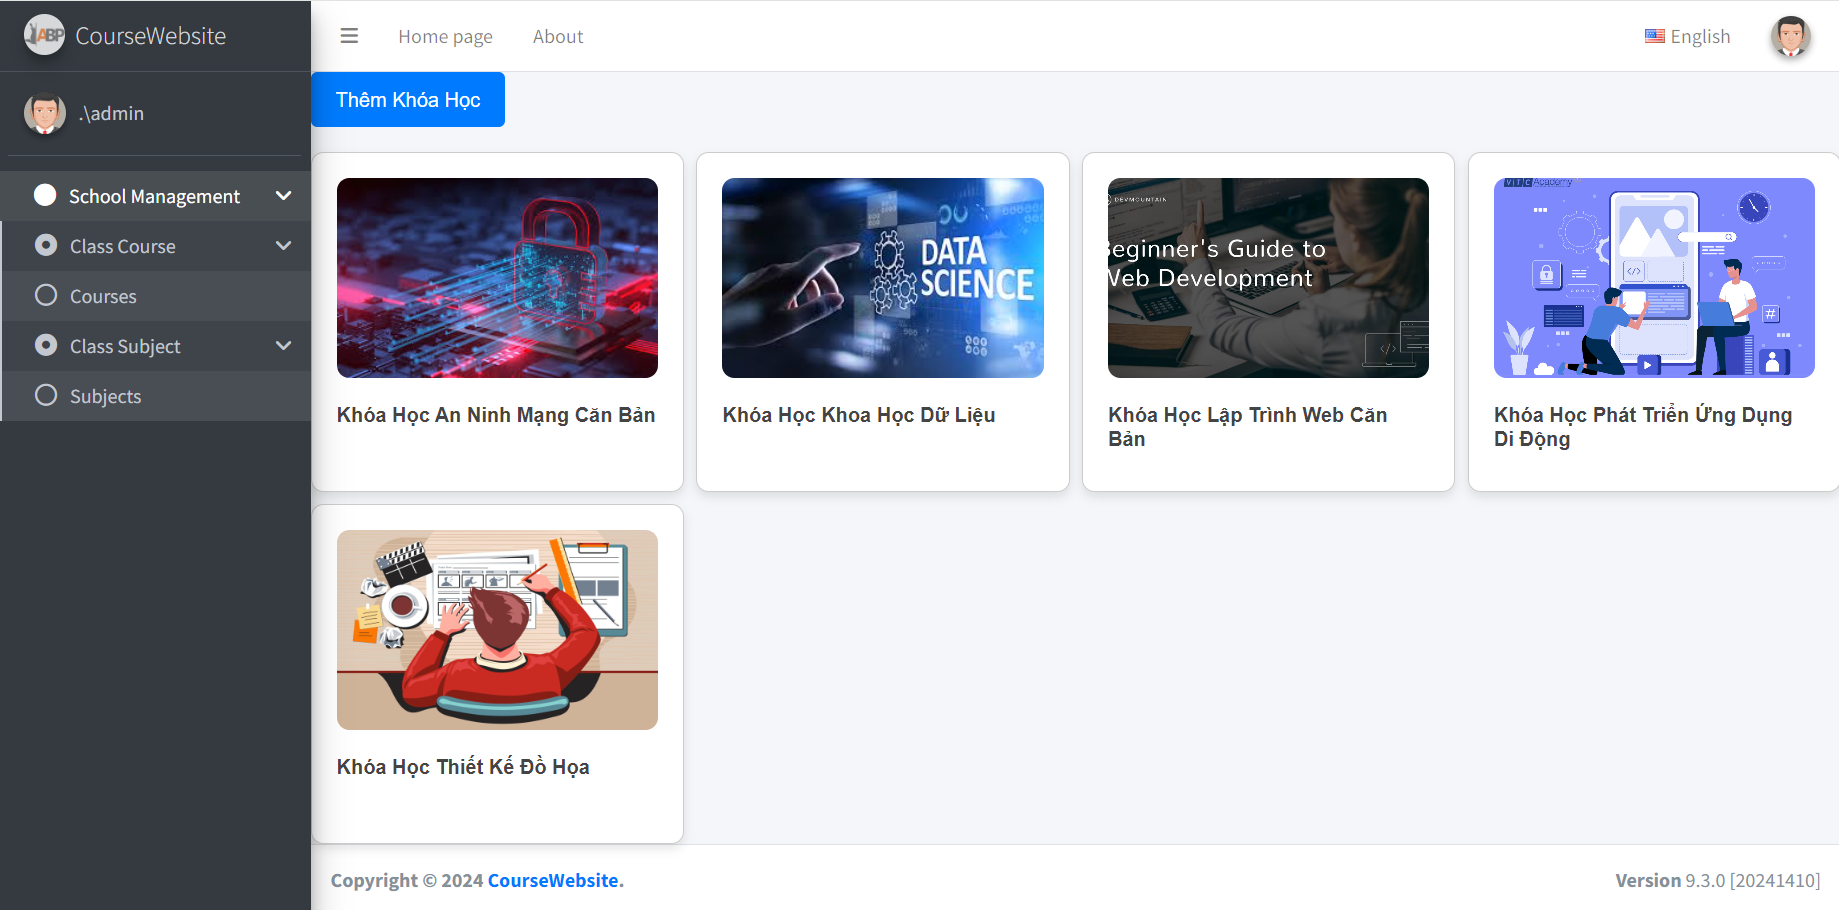 ABP CourseWebsite
Home page
About
English
.\admin
School Management
Class Course
Courses
Class Subject
Subjects
Thêm Khóa Học
Khóa Học An Ninh Mạng Căn Bản
DATA
SCIENCE
Khóa Học Khoa Học Dữ Liệu
DEVMOUNTAIN
Beginner's Guide to
Web Development
</>
Khóa Học Lập Trình Web Căn
Bản
VTC Academy
</>
#
Khóa Học Phát Triển Ứng Dụng
Di Động
Khóa Học Thiết Kế Đồ Họa
Copyright © 2024 CourseWebsite.
Version 9.3.0 [20241410]